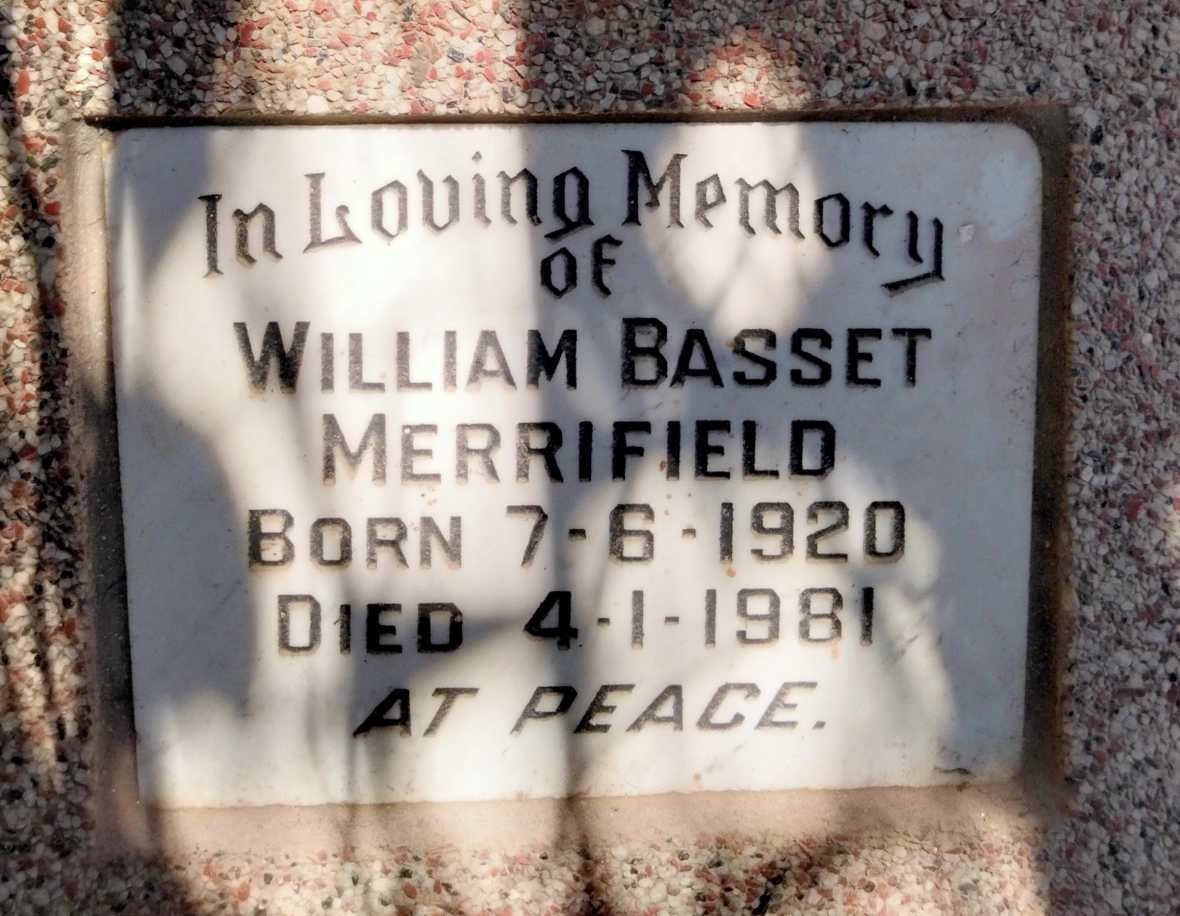 In Loving Memory
of
WILLIAM BASSET
MERRIFIELD
BORN 7-6-1920
DIED 4-1-1981
AT PEACE.